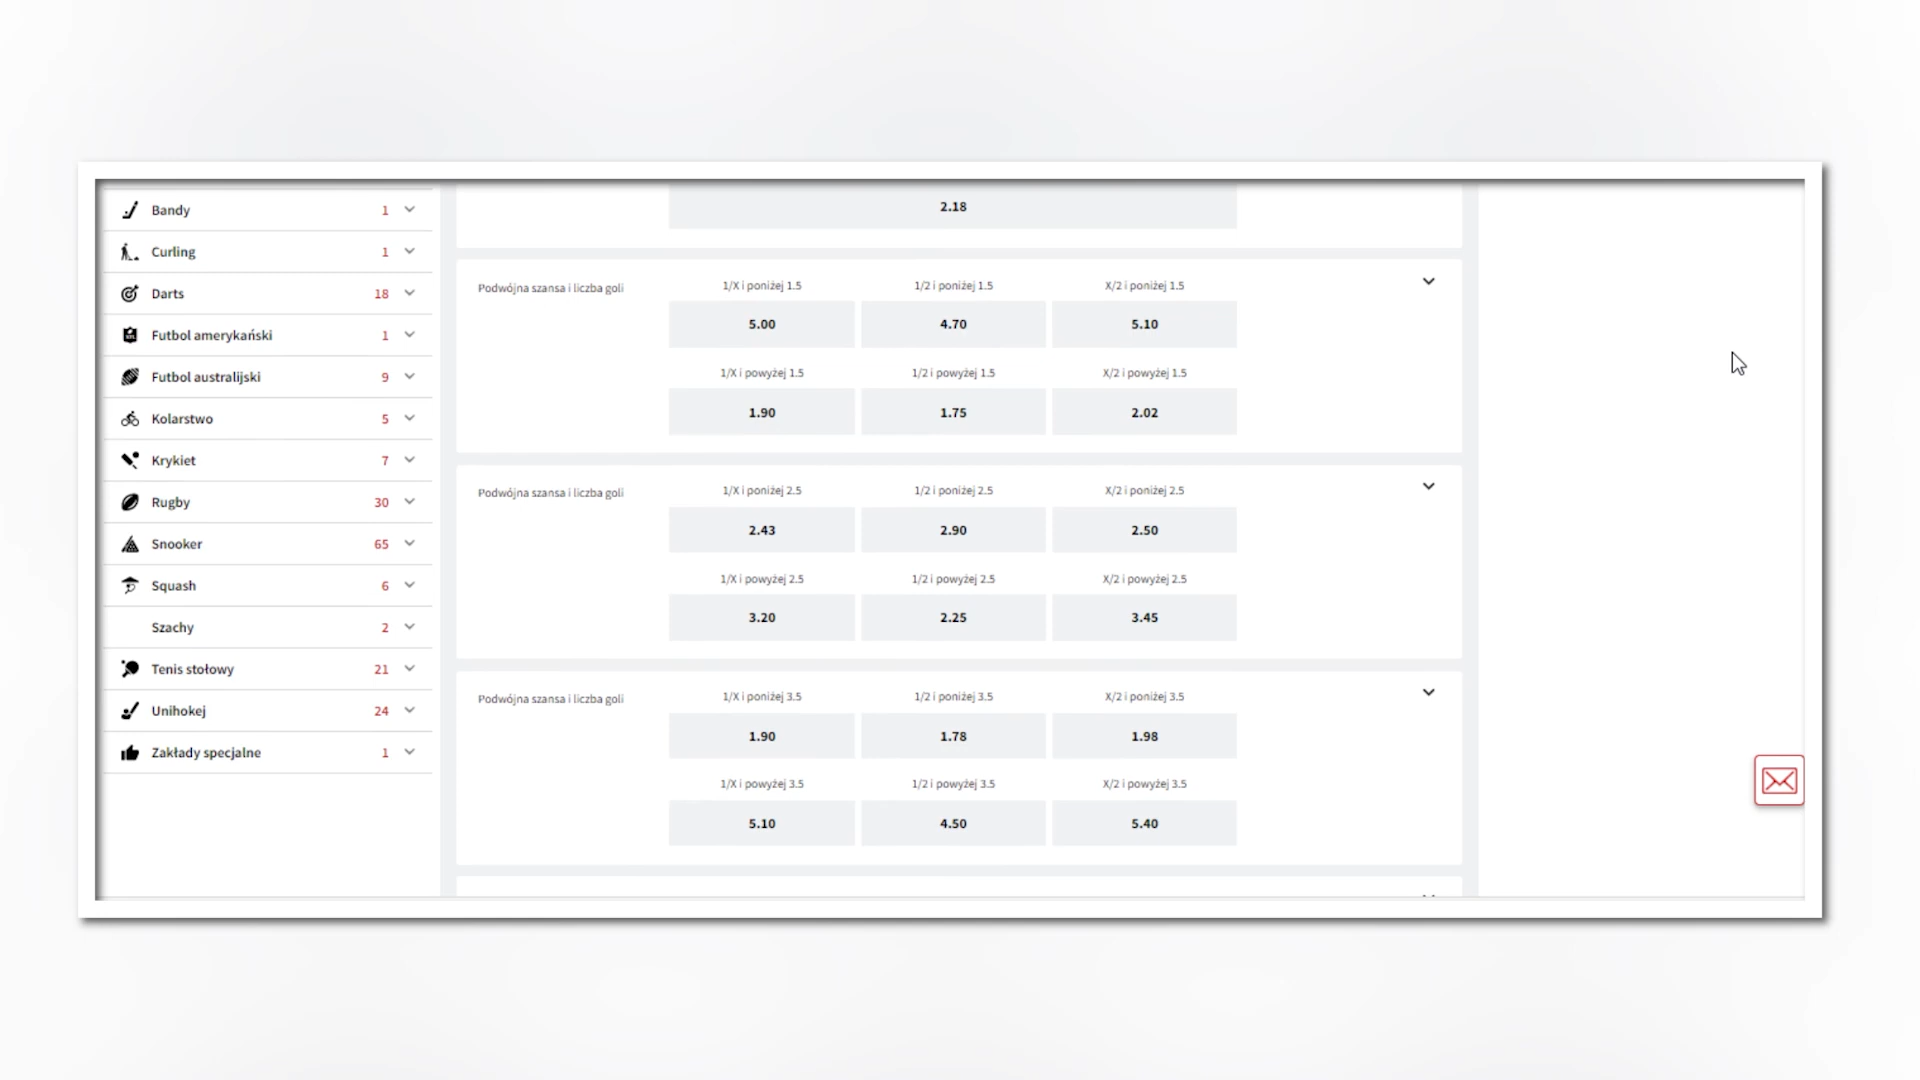 Bandy 1
Curling 1
Darts 18
Futbol amerykański 1
Futbol australijski 9
Kolarstwo 5
Krykiet 7
Rugby 30
Snooker 65
Squash 6
Szachy 2
Tenis stołowy 21
Unihokej 24
Zakłady specjalne 1
2.18
Podwójna szansa i liczba goli
1/X i poniżej 1.5 1/2 i poniżej 1.5 X/2 i poniżej 1.5
5.00 4.70 5.10
1/X i powyżej 1.5 1/2 i powyżej 1.5 X/2 i powyżej 1.5
1.90 1.75 2.02
Podwójna szansa i liczba goli
1/X i poniżej 2.5 1/2 i poniżej 2.5 X/2 i poniżej 2.5
2.43 2.90 2.50
1/X i powyżej 2.5 1/2 i powyżej 2.5 X/2 i powyżej 2.5
3.20 2.25 3.45
Podwójna szansa i liczba goli
1/X i poniżej 3.5 1/2 i poniżej 3.5 X/2 i poniżej 3.5
1.90 1.78 1.98
1/X i powyżej 3.5 1/2 i powyżej 3.5 X/2 i powyżej 3.5
5.10 4.50 5.40